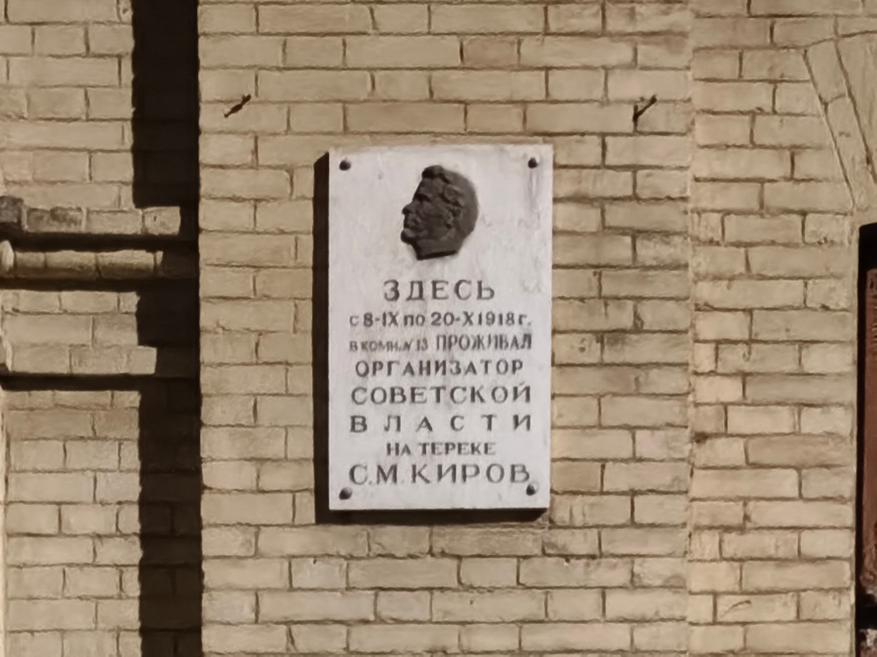 ЗДЕСЬ
С 8-IX ПО 20-X 1918 г.
В КОМН. № 13 ПРОЖИВАЛ
ОРГАНИЗАТОР
СОВЕТСКОЙ
ВЛАСТИ
НА ТЕРЕКЕ
С.М. КИРОВ